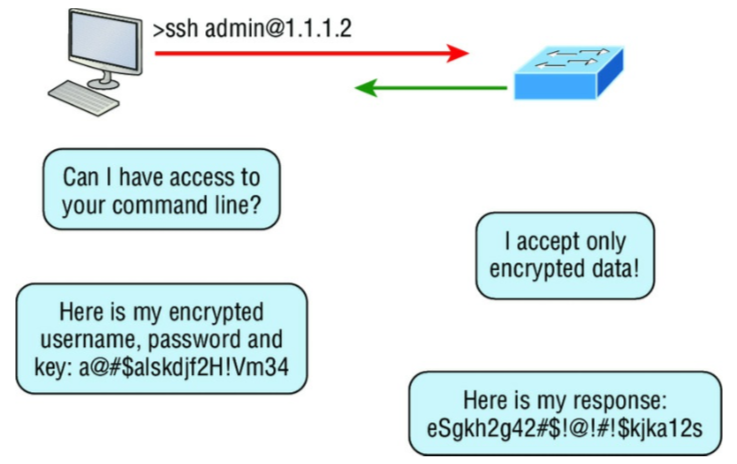 >ssh admin@1.1.1.2
Can I have access to
your command line?
I accept only
encrypted data!
Here is my encrypted
username, password and
key: a@#$alskdjf2H!Vm34
Here is my response:
eSgkh2g42#$!@!#!$kjka12s